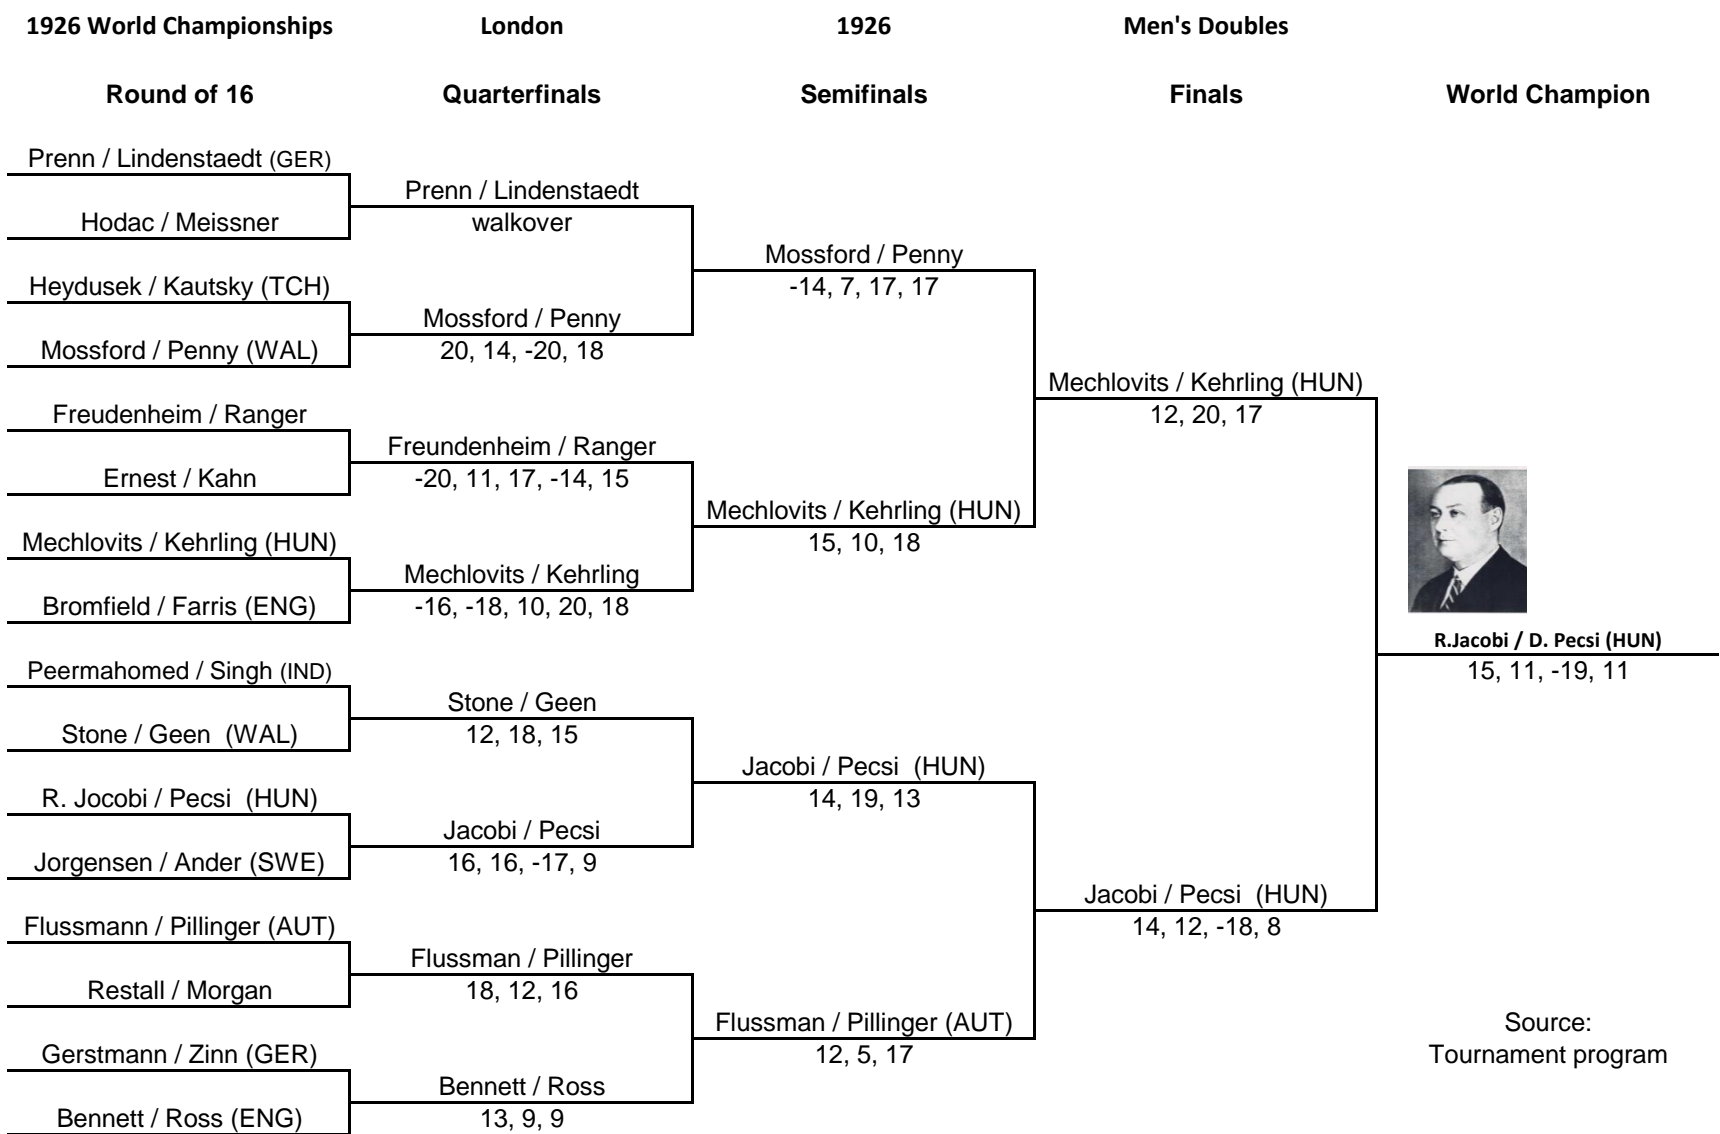 1926 World Championships London 1926 Men's Doubles
Round of 16 Quarterfinals Semifinals Finals World Champion
Prenn / Lindenstaedt (GER)
Hodac / Meissner
Heydusek / Kautsky (TCH)
Mossford / Penny (WAL)
Freudenheim / Ranger
Ernest / Kahn
Mechlovits / Kehrling (HUN)
Bromfield / Farris (ENG)
Peermahomed / Singh (IND)
Stone / Geen (WAL)
R. Jocobi / Pecsi (HUN)
Jorgensen / Ander (SWE)
Flussmann / Pillinger (AUT)
Restall / Morgan
Gerstmann / Zinn (GER)
Bennett / Ross (ENG)
Prenn / Lindenstaedt
walkover
Mossford / Penny
20, 14, -20, 18
Freundenheim / Ranger
-20, 11, 17, -14, 15
Mechlovits / Kehrling
-16, -18, 10, 20, 18
Stone / Geen
12, 18, 15
Jacobi / Pecsi
16, 16, -17, 9
Flussman / Pillinger
18, 12, 16
Bennett / Ross
13, 9, 9
Mossford / Penny
-14, 7, 17, 17
Mechlovits / Kehrling (HUN)
15, 10, 18
Jacobi / Pecsi (HUN)
14, 19, 13
Flussman / Pillinger (AUT)
12, 5, 17
Mechlovits / Kehrling (HUN)
12, 20, 17
Jacobi / Pecsi (HUN)
14, 12, -18, 8
R.Jacobi / D. Pecsi (HUN)
15, 11, -19, 11
Source:
Tournament program